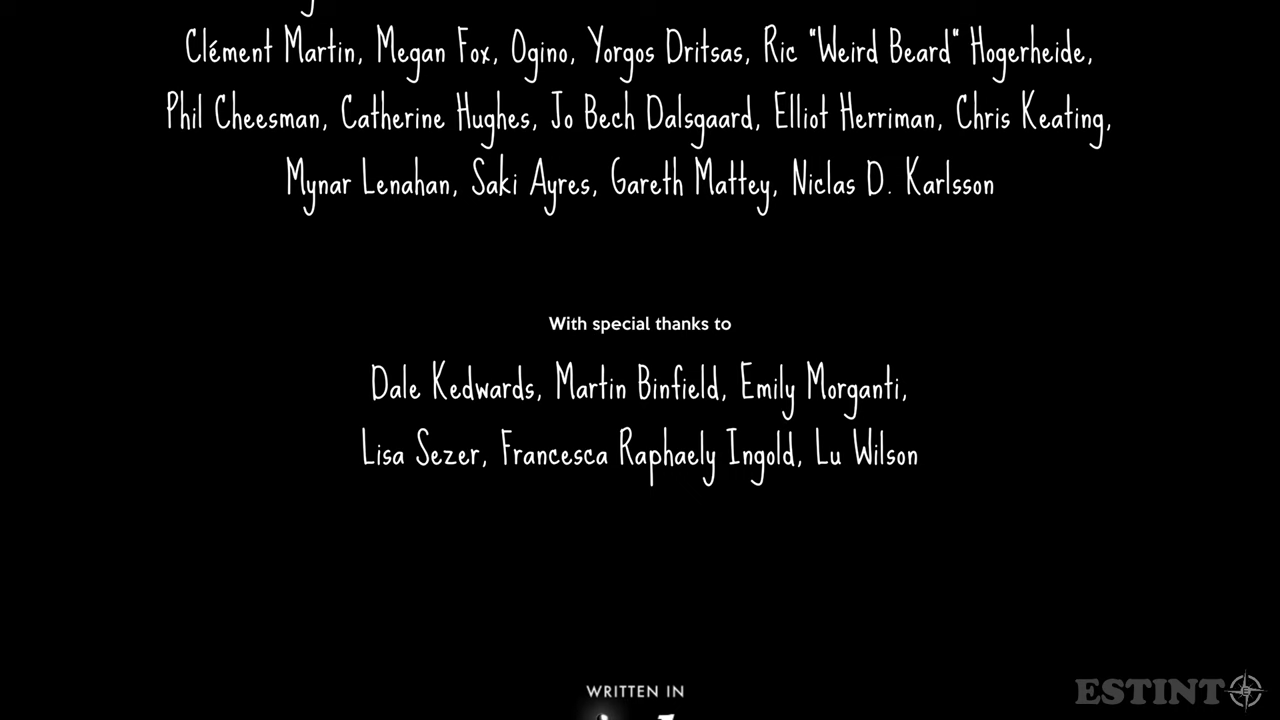 Clément Martin, Megan Fox, Ogino, Yorgos Dritsas, Ric "Weird Beard" Hogerheide,
Phil Cheesman, Catherine Hughes, Jo Bech Dalsgaard, Elliot Herriman, Chris Keating,
Mynar Lenahan, Saki Ayres, Gareth Mattey, Niclas D. Karlsson
With special thanks to
Dale Kedwards, Martin Binfield, Emily Morganti,
Lisa Sezer, Francesca Raphaely Ingold, Lu Wilson
WRITTEN IN
ESTINTO